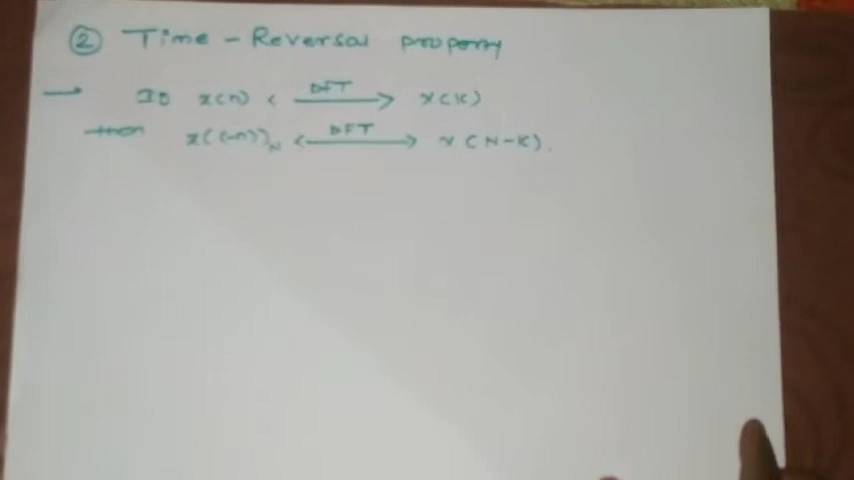 ② Time - Reversal property
→ If x(n) <—DFT—> X(K)
then x((-n))N <—DFT—> X(N-K).